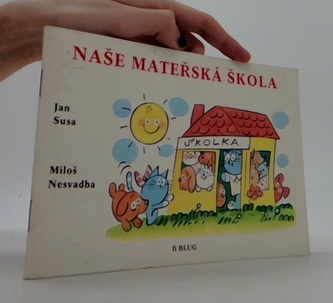 NAŠE MATEŘSKÁ ŠKOLA
Jan
Susa
ŠKOLKA
Miloš
Nesvadba
BLUG